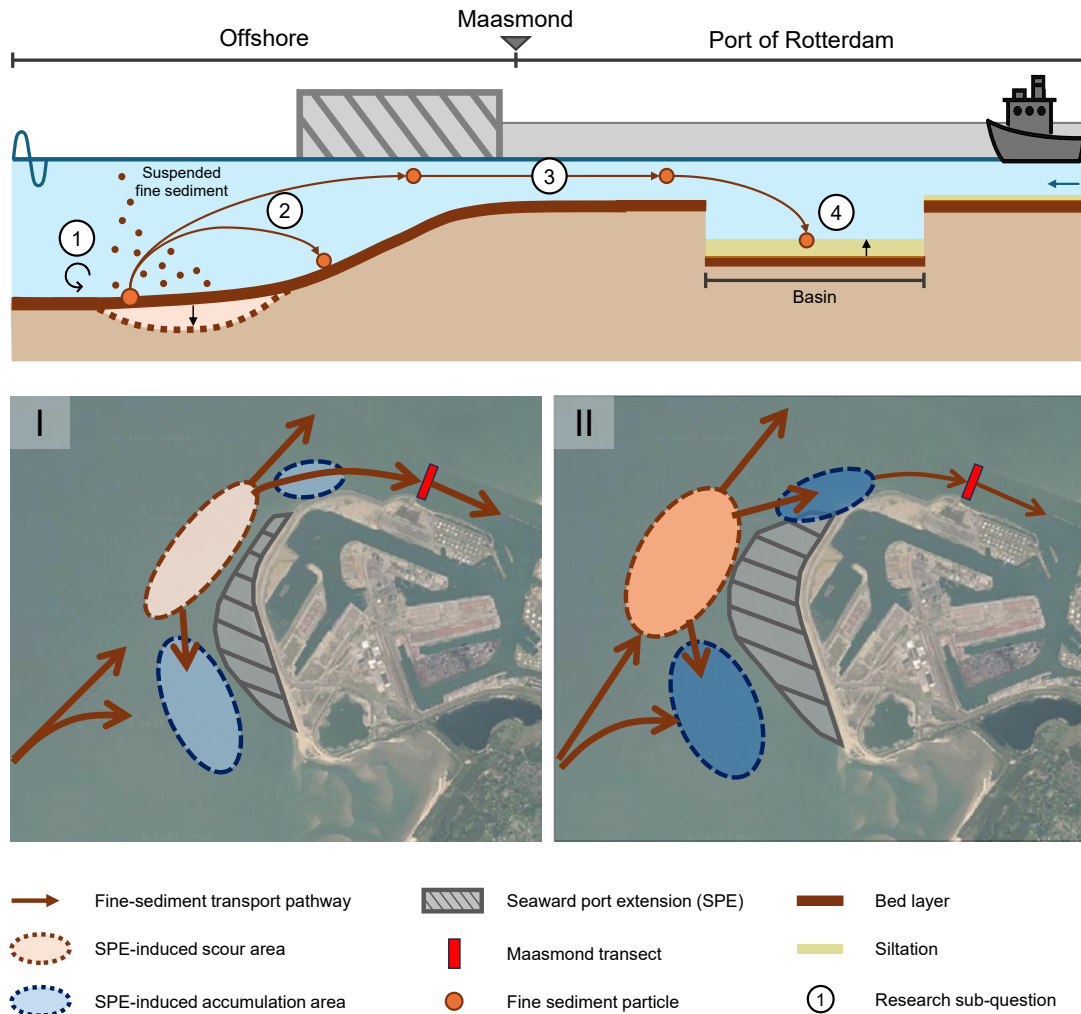 Maasmond
Offshore
Port of Rotterdam
Suspended
fine sediment
1
2
3
4
Basin
I
II
Fine-sediment transport pathway
Seaward port extension (SPE)
Bed layer
SPE-induced scour area
Maasmond transect
Siltation
SPE-induced accumulation area
Fine sediment particle
1
Research sub-question